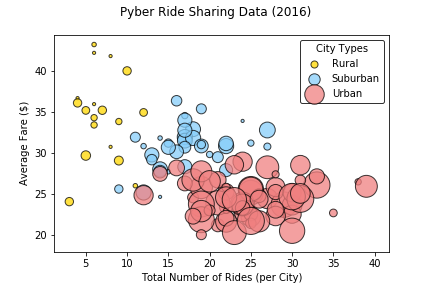 Pyber Ride Sharing Data (2016)
City Types
Rural
Suburban
Urban
40
35
30
25
20
Average Fare ($)
5 10 15 20 25 30 35 40
Total Number of Rides (per City)